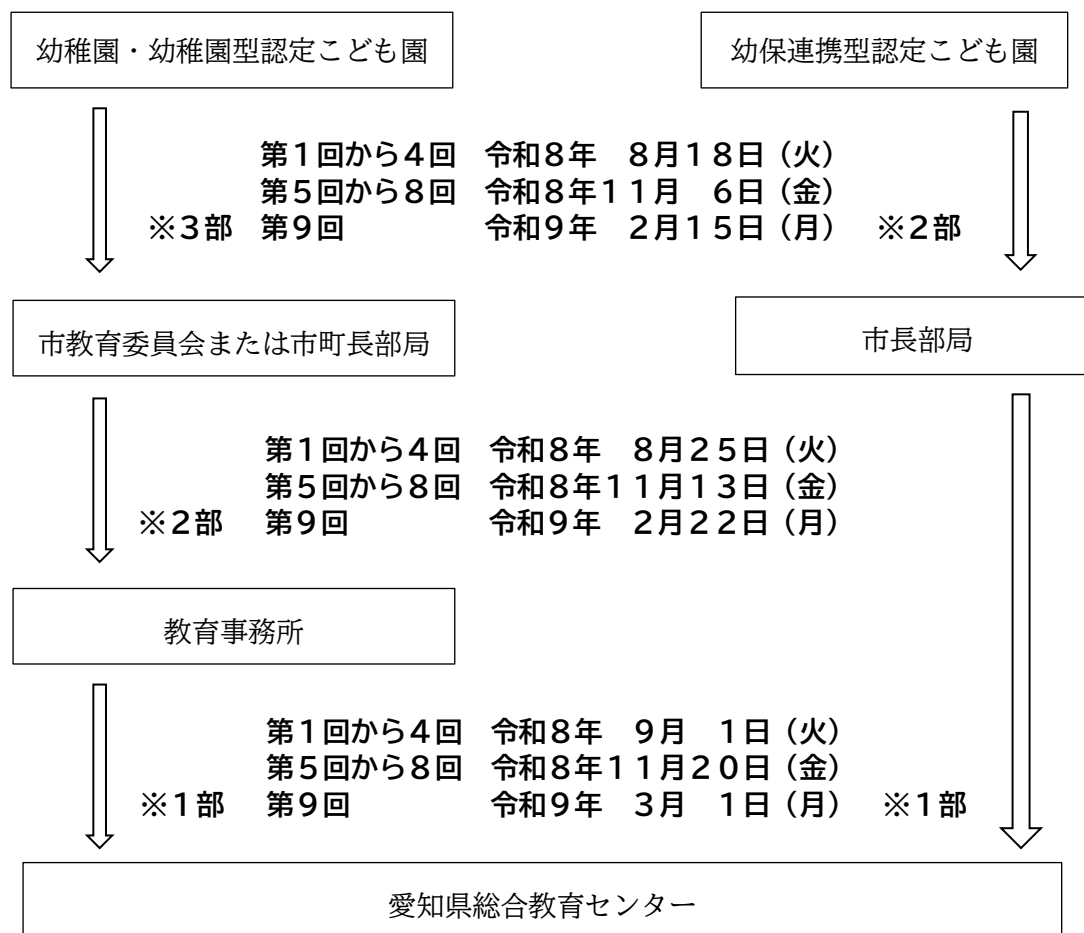 幼稚園・幼稚園型認定こども園
幼保連携型認定こども園
第1回から4回　令和8年　8月18日（火）
第5回から8回　令和8年11月　6日（金）
※3部　第9回　令和9年　2月15日（月）　※2部
市教育委員会または市町長部局
市長部局
第1回から4回　令和8年　8月25日（火）
第5回から8回　令和8年11月13日（金）
※2部　第9回　令和9年　2月22日（月）
教育事務所
第1回から4回　令和8年　9月　1日（火）
第5回から8回　令和8年11月20日（金）
※1部　第9回　令和9年　3月　1日（月）　※1部
愛知県総合教育センター